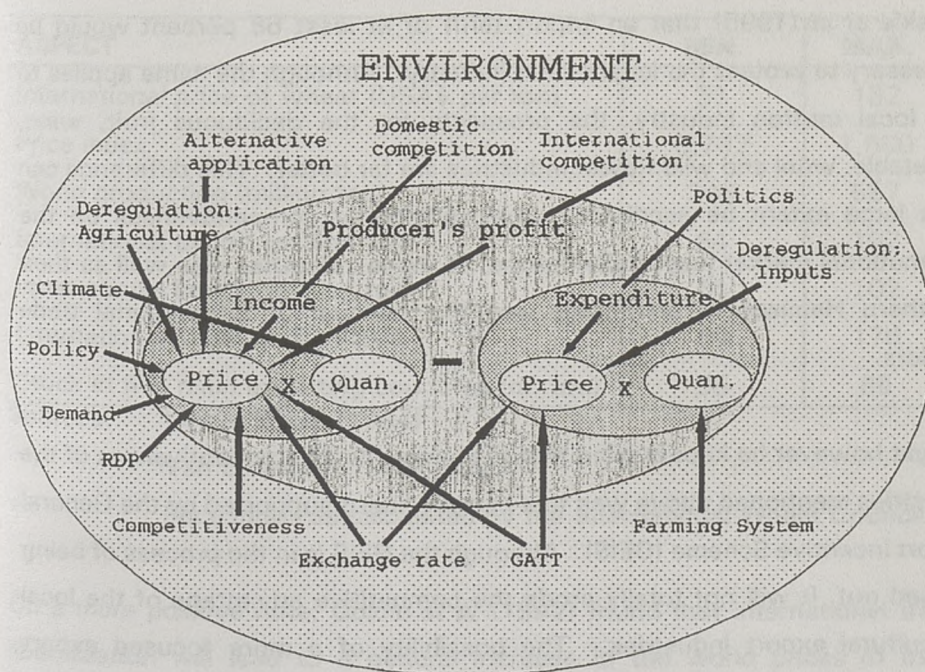 ENVIRONMENT
Alternative
application
Domestic
competition
International
competition
Politics
Deregulation:
Agriculture
Producer's profit
Deregulation:
Inputs
Climate
Income
Expenditure
Policy
Price X Quan.
-
Price x Quan.
Demand
RDP
Competitiveness
Farming System
Exchange rate
GATT